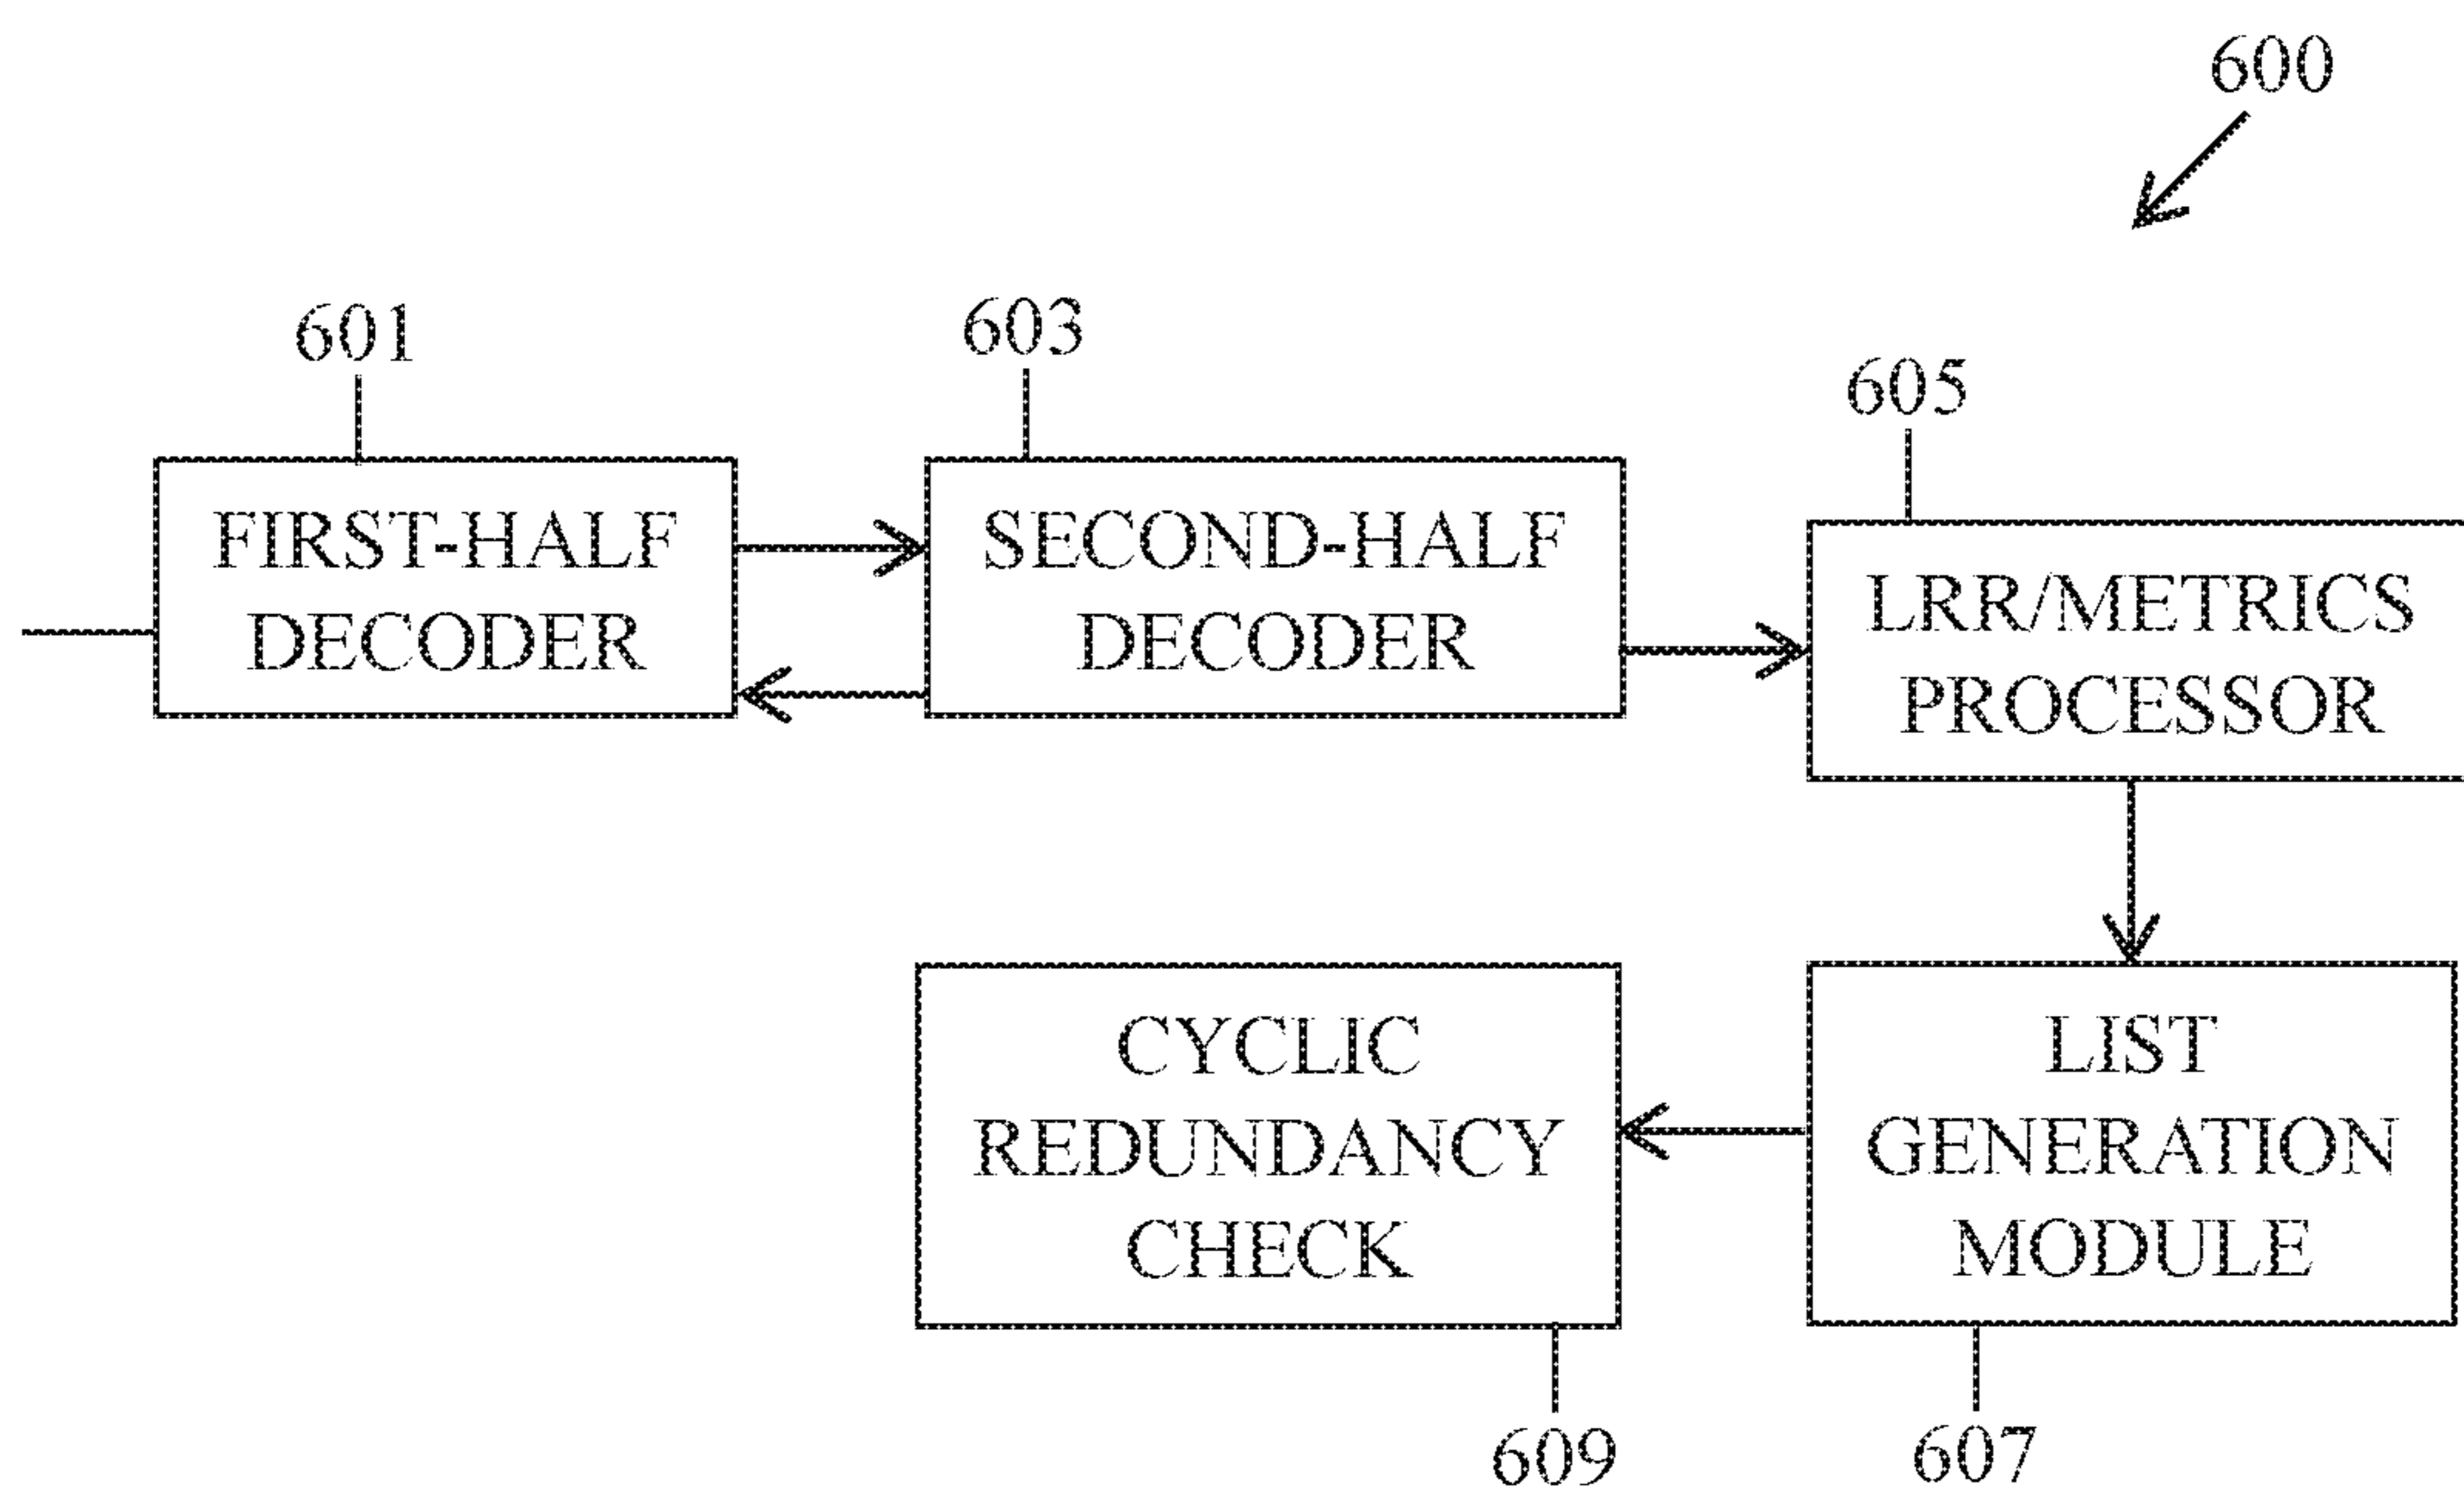 600
601
FIRST-HALF
DECODER
603
SECOND-HALF
DECODER
605
LRR/METRICS
PROCESSOR
CYCLIC
REDUNDANCY
CHECK
609
LIST
GENERATION
MODULE
607